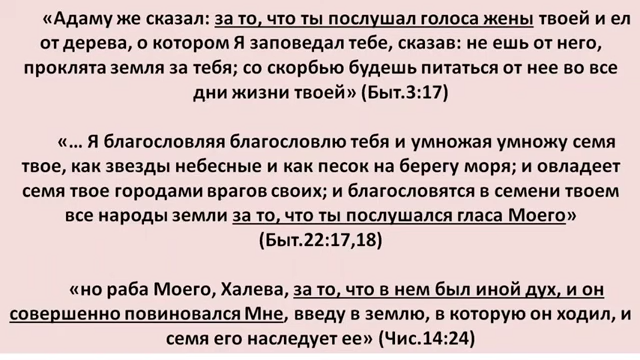 «Адаму же сказал: за то, что ты послушал голоса жены твоей и ел
от дерева, о котором Я заповедал тебе, сказав: не ешь от него,
проклята земля за тебя; со скорбью будешь питаться от нее во все
дни жизни твоей» (Быт.3:17)
«... Я благословляя благословлю тебя и умножая умножу семя
твое, как звезды небесные и как песок на берегу моря; и овладеет
семя твое городами врагов своих; и благословятся в семени твоем
все народы земли за то, что ты послушался гласа Моего»
(Быт.22:17,18)
«но раба Моего, Халева, за то, что в нем был иной дух, и он
совершенно повиновался Мне, введу в землю, в которую он ходил, и
семя его наследует ее» (Чис.14:24)